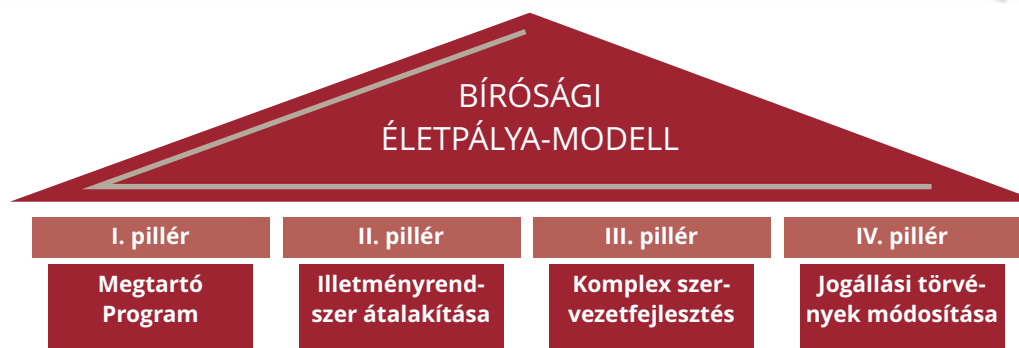 BÍRÓSÁGI
ÉLETPÁLYA-MODELL
I. pillér
II. pillér
III. pillér
IV. pillér
Megtartó
Program
Illetményrend-
szer átalakítása
Komplex szer-
vezetfejlesztés
Jogállási törvé-
nyek módosítása